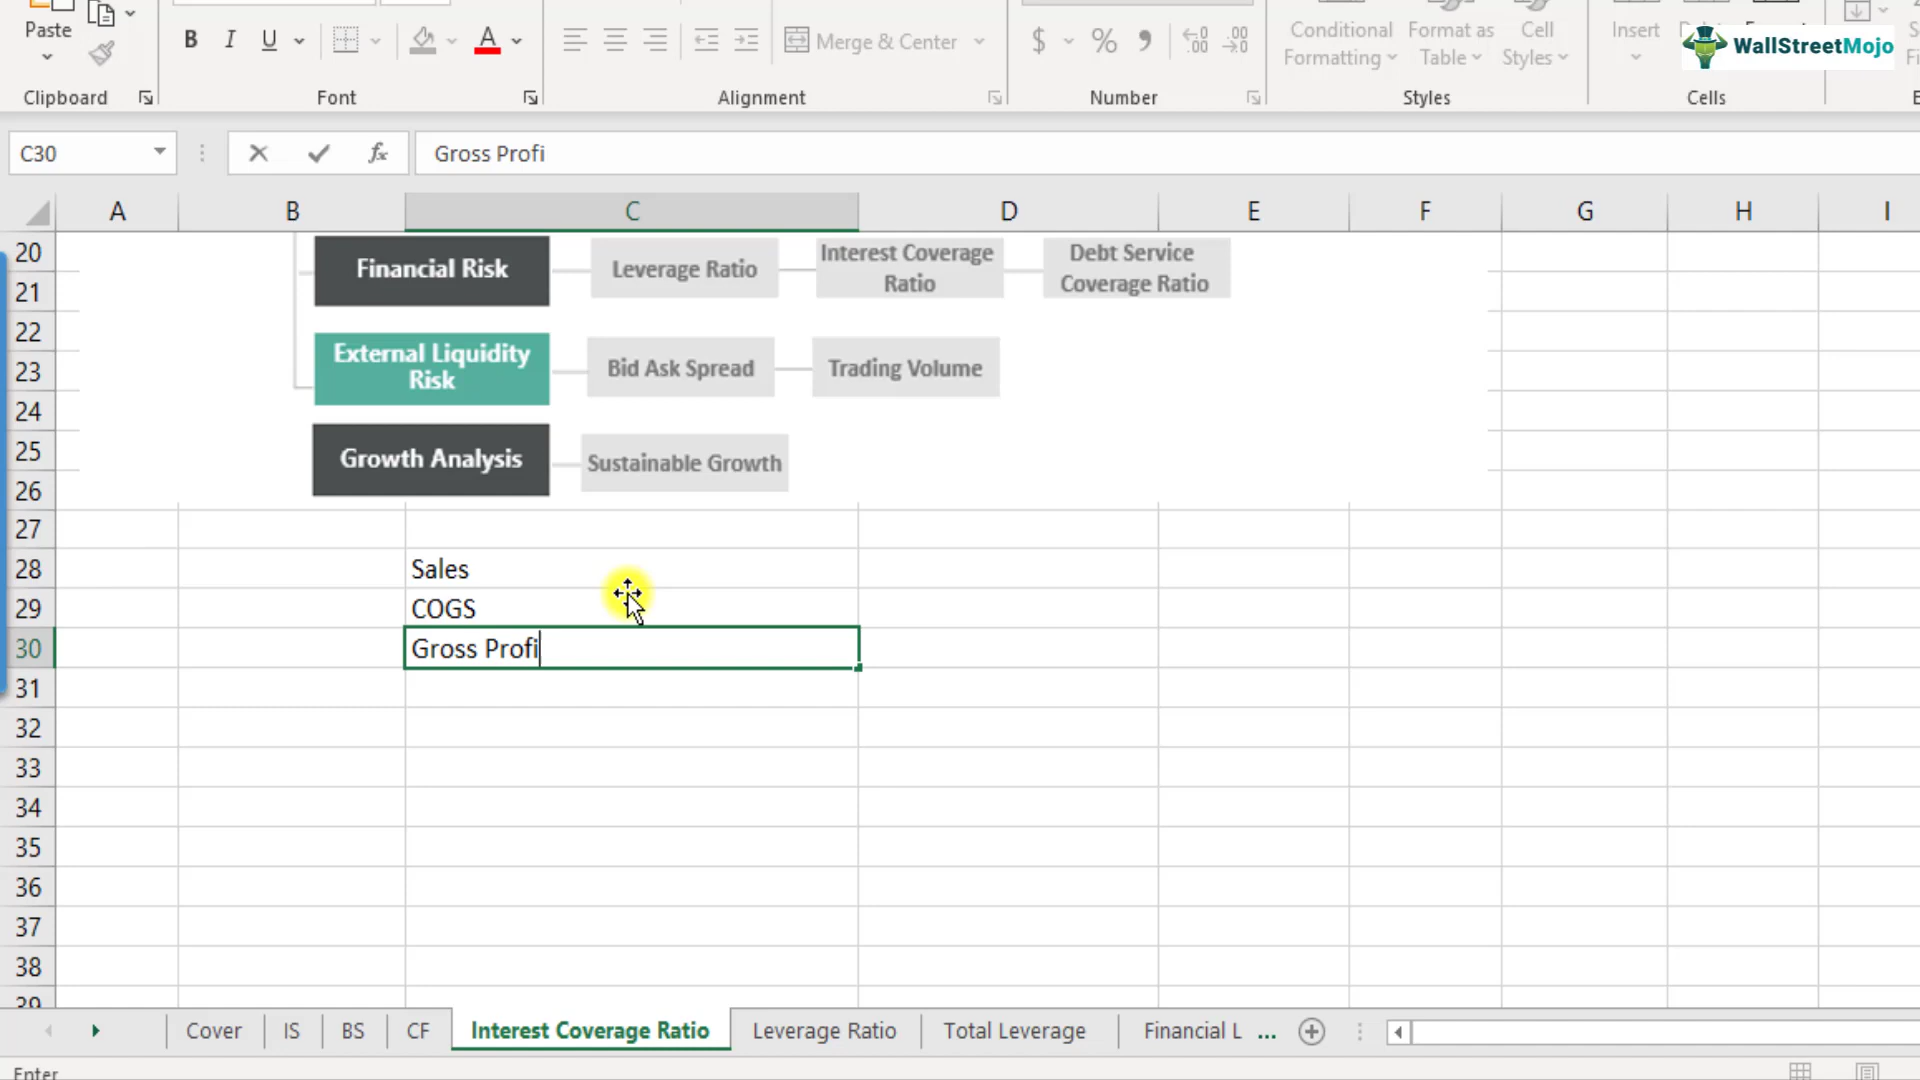 Paste
Clipboard
B I U A
Font
Merge & Center
Alignment
$ % 9
Number
Conditional
Formatting
Format as
Table
Cell
Styles
Styles
Insert
Cells
WallStreetMojo
C30
fx
Gross Profi
A B C D E F G H I
20
Financial Risk
Leverage Ratio
Interest Coverage
Ratio
Debt Service
Coverage Ratio
21
22
External Liquidity
Risk
Bid Ask Spread
Trading Volume
23
24
25
Growth Analysis
Sustainable Growth
26
27
28 Sales
29 COGS
30 Gross Profi
31
32
33
34
35
36
37
38
39
Cover IS BS CF Interest Coverage Ratio Leverage Ratio Total Leverage Financial L ...
Enter